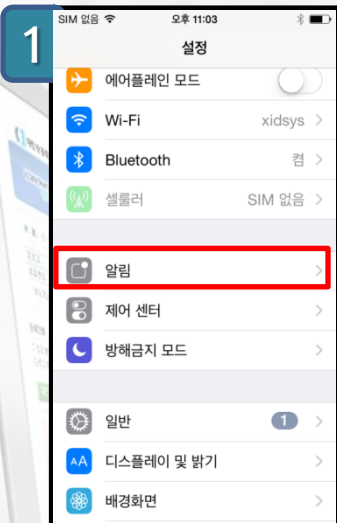 1
SIM 없음 오후 11:03
설정
에어플레인 모드
Wi-Fi xidsys
Bluetooth 켬
셀룰러 SIM 없음
알림
제어 센터
방해금지 모드
일반 1
AA 디스플레이 및 밝기
배경화면